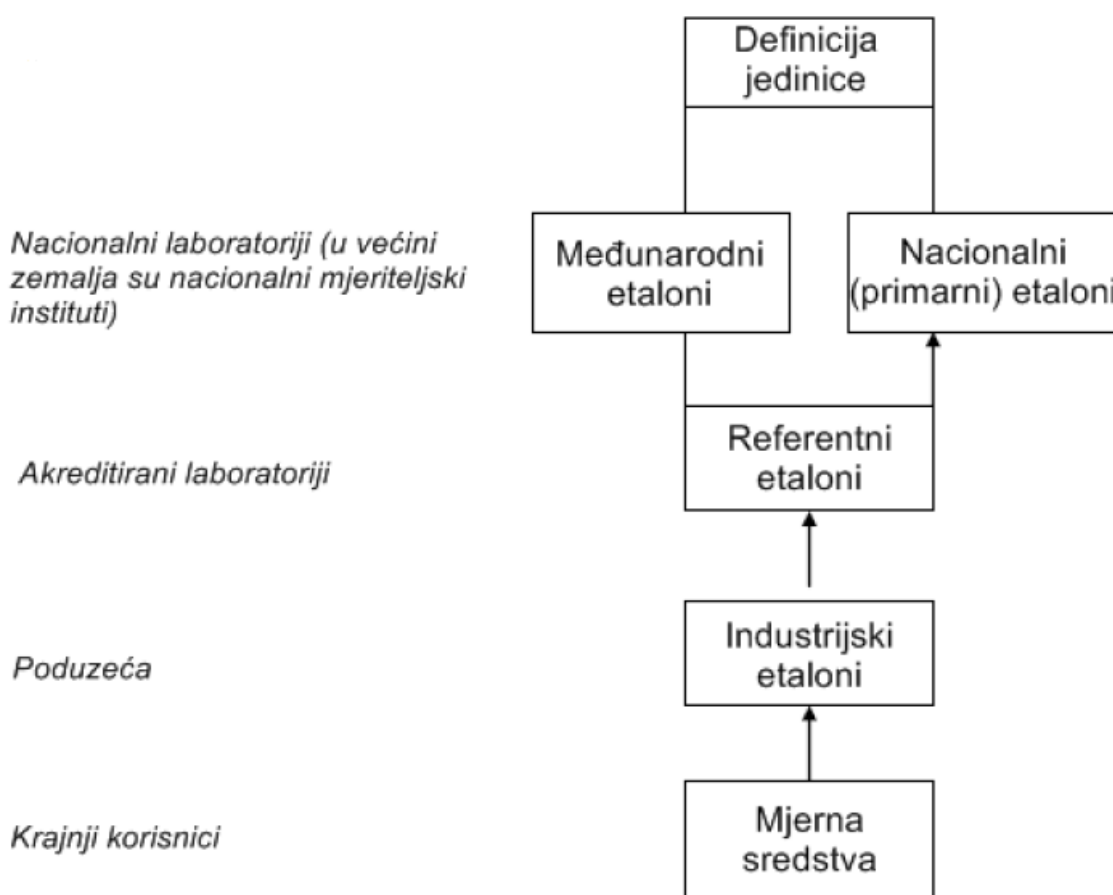 Definicija
jedinice
Nacionalni laboratoriji (u većini
zemalja su nacionalni mjeriteljski
instituti)
Međunarodni
etaloni
Nacionalni
(primarni) etaloni
Akreditirani laboratoriji
Referentni
etaloni
Poduzeća
Industrijski
etaloni
Krajnji korisnici
Mjerna
sredstva